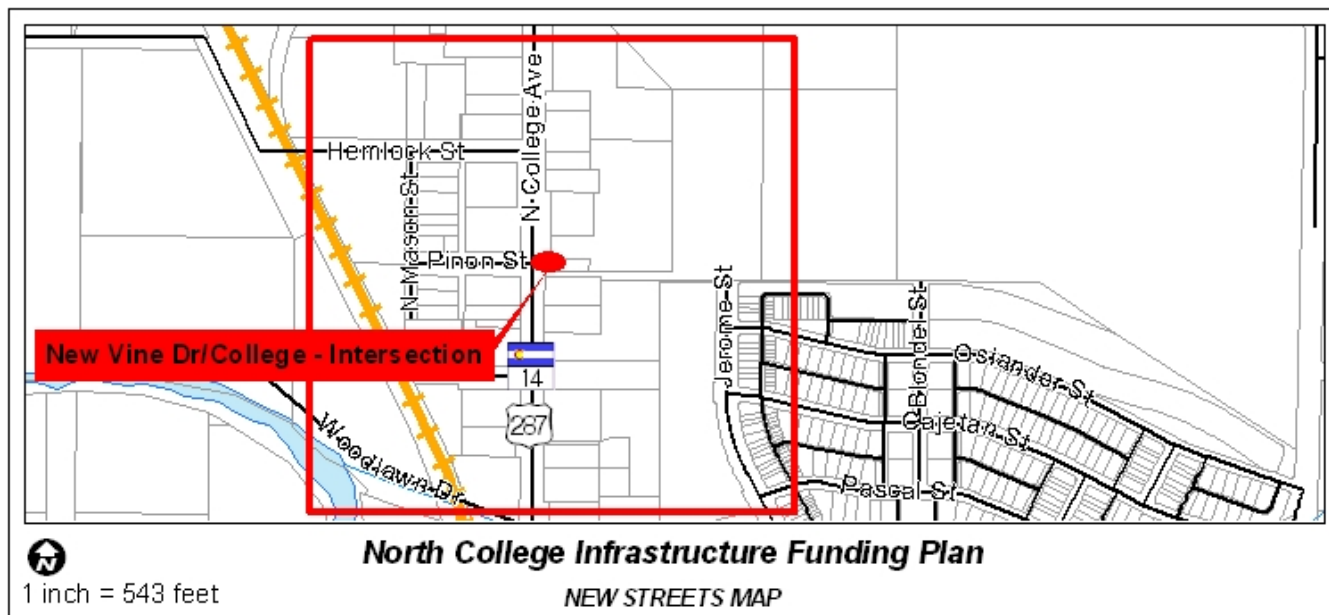 N College Ave
Hemlock St
N Mason St
Pinon St
Jerome St
New Vine Dr/College - Intersection
14
287
Blondel St
Osiander St
Cajetan St
Woodlawn Dr
Pascal St
N
North College Infrastructure Funding Plan
1 inch = 543 feet
NEW STREETS MAP